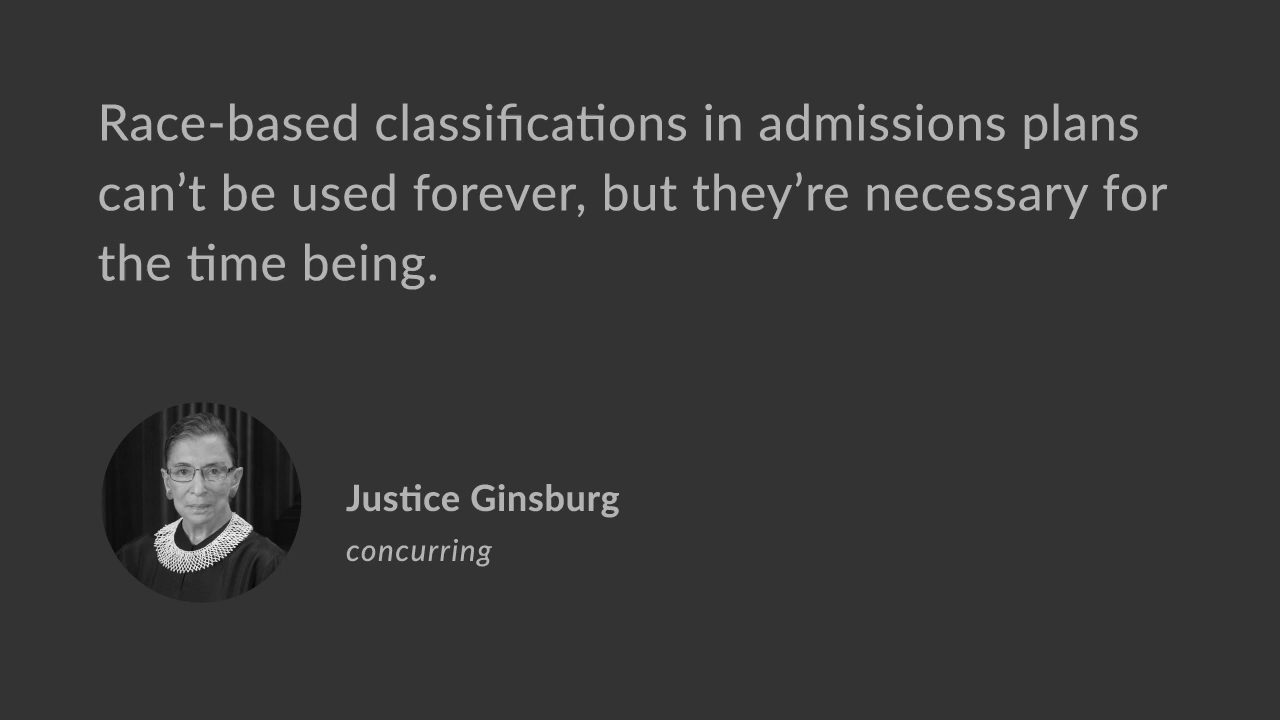 Race-based classifications in admissions plans
can’t be used forever, but they’re necessary for
the time being.
Justice Ginsburg
concurring